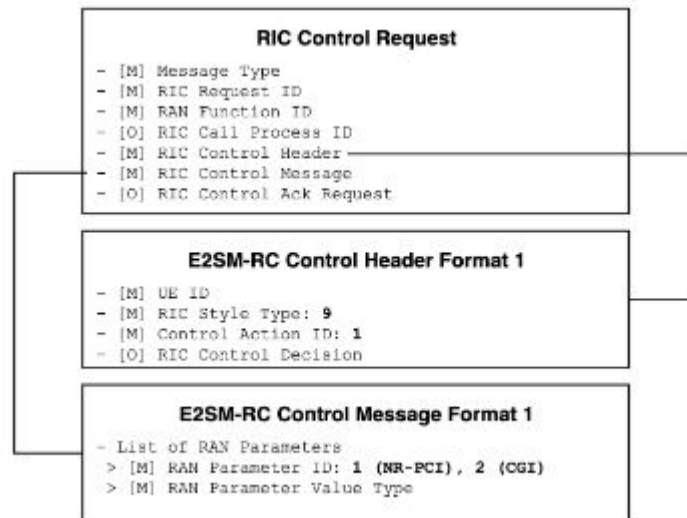 RIC Control Request
- [M] Message Type
- [M] RIC Request ID
- [M] RAN Function ID
- [O] RIC Call Process ID
- [M] RIC Control Header
- [M] RIC Control Message
- [O] RIC Control Ack Request
E2SM-RC Control Header Format 1
- [M] UE ID
- [M] RIC Style Type: 9
- [M] Control Action ID: 1
- [O] RIC Control Decision
E2SM-RC Control Message Format 1
- List of RAN Parameters
> [M] RAN Parameter ID: 1 (NR-PCI), 2 (CGI)
> [M] RAN Parameter Value Type